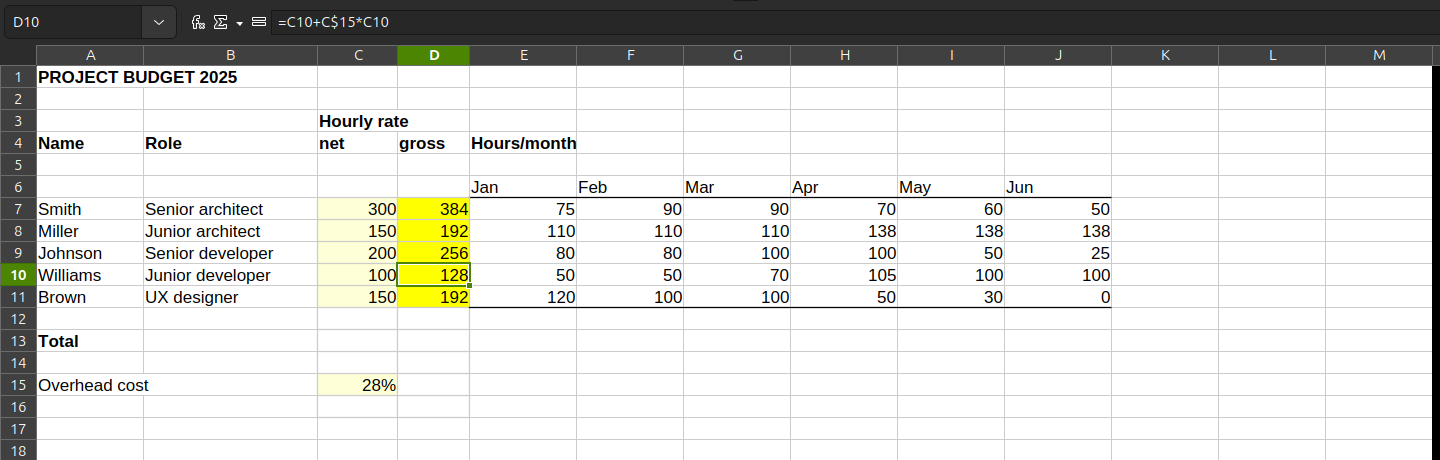 D10 =C10+C$15*C10
A B C D E F G H I J K L M
1 PROJECT BUDGET 2025
2
3 Hourly rate
4 Name Role net gross Hours/month
5
6 Jan Feb Mar Apr May Jun
7 Smith Senior architect 300 384 75 90 90 70 60 50
8 Miller Junior architect 150 192 110 110 110 138 138 138
9 Johnson Senior developer 200 256 80 80 100 100 50 25
10 Williams Junior developer 100 128 50 50 70 105 100 100
11 Brown UX designer 150 192 120 100 100 50 30 0
12
13 Total
14
15 Overhead cost 28%
16
17
18